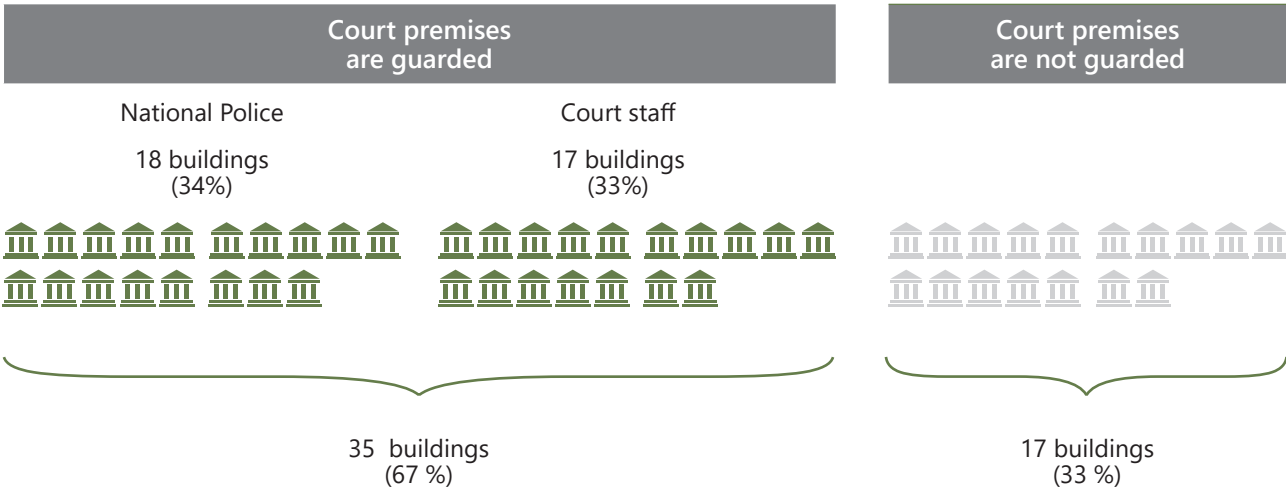 Court premises
are guarded
Court premises
are not guarded
National Police
18 buildings
(34%)
Court staff
17 buildings
(33%)
35 buildings
(67 %)
17 buildings
(33 %)